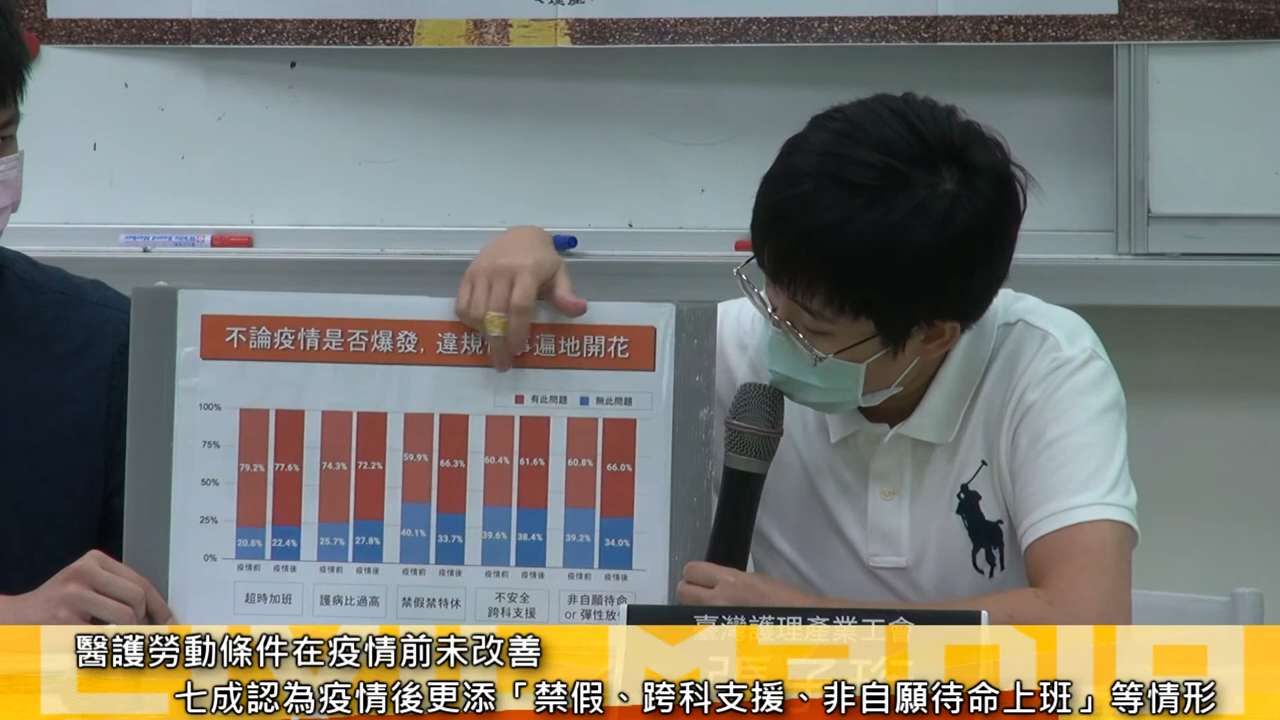 White Board Marker
不論疫情是否爆發，違規 事遍地開花
有此問題 無此問題
100%
75%
50%
25%
0%
79.2% 77.6% 74.3% 72.2% 59.9% 66.3% 60.4% 61.6% 60.8% 66.0%
20.8% 22.4% 25.7% 27.8% 40.1% 33.7% 39.6% 38.4% 39.2% 34.0%
疫情前 疫情後 疫情前 疫情後 疫情前 疫情後 疫情前 疫情後 疫情前 疫情後
超時加班 護病比過高 禁假禁特休 不安全 非自願待命
跨科支援 or 彈性放
臺灣護理產業工會
醫護勞動條件在疫情前未改善
七成認為疫情後更添「禁假、跨科支援、非自願待命上班」等情形